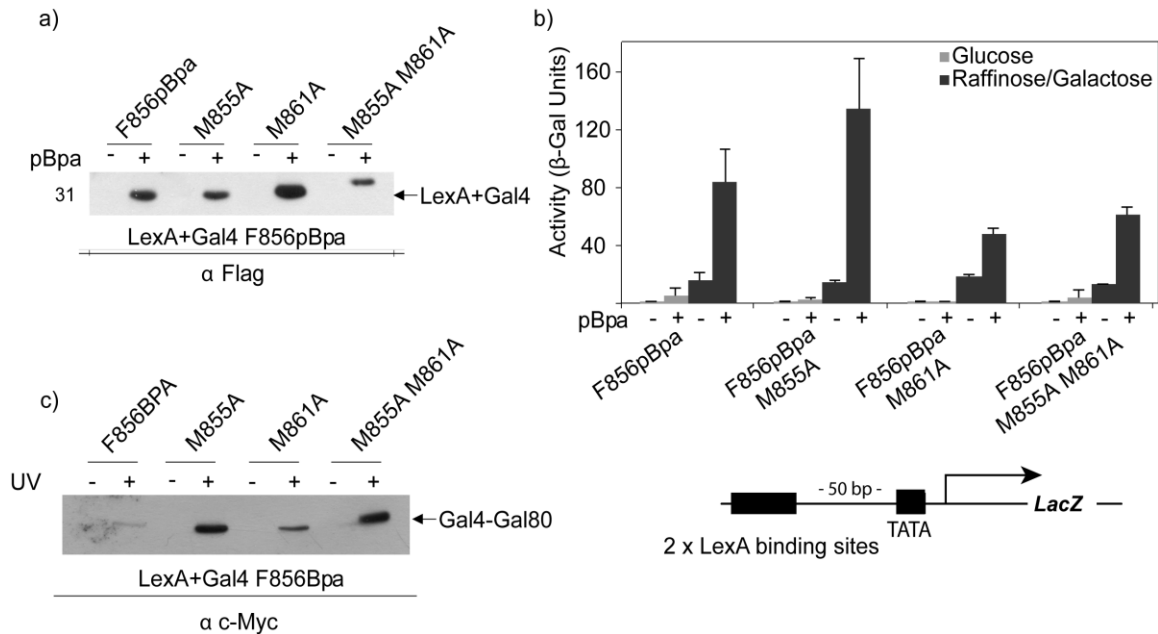 a)
F856pBpa
M855A
M861A
M855A M861A
pBpa - + - + - + - +
31
LexA+Gal4
LexA+Gal4 F856pBpa
α Flag
b)
Glucose
Raffinose/Galactose
Activity (β-Gal Units)
160
120
80
40
pBpa - + - + - + - + - + - + - + - +
F856pBpa
F856pBpa
M855A
F856pBpa
M861A
F856pBpa
M855A M861A
- 50 bp -
LacZ
TATA
2 x LexA binding sites
c)
F856BPA
M855A
M861A
M855A M861A
UV - + - + - + - +
Gal4-Gal80
LexA+Gal4 F856Bpa
α c-Myc